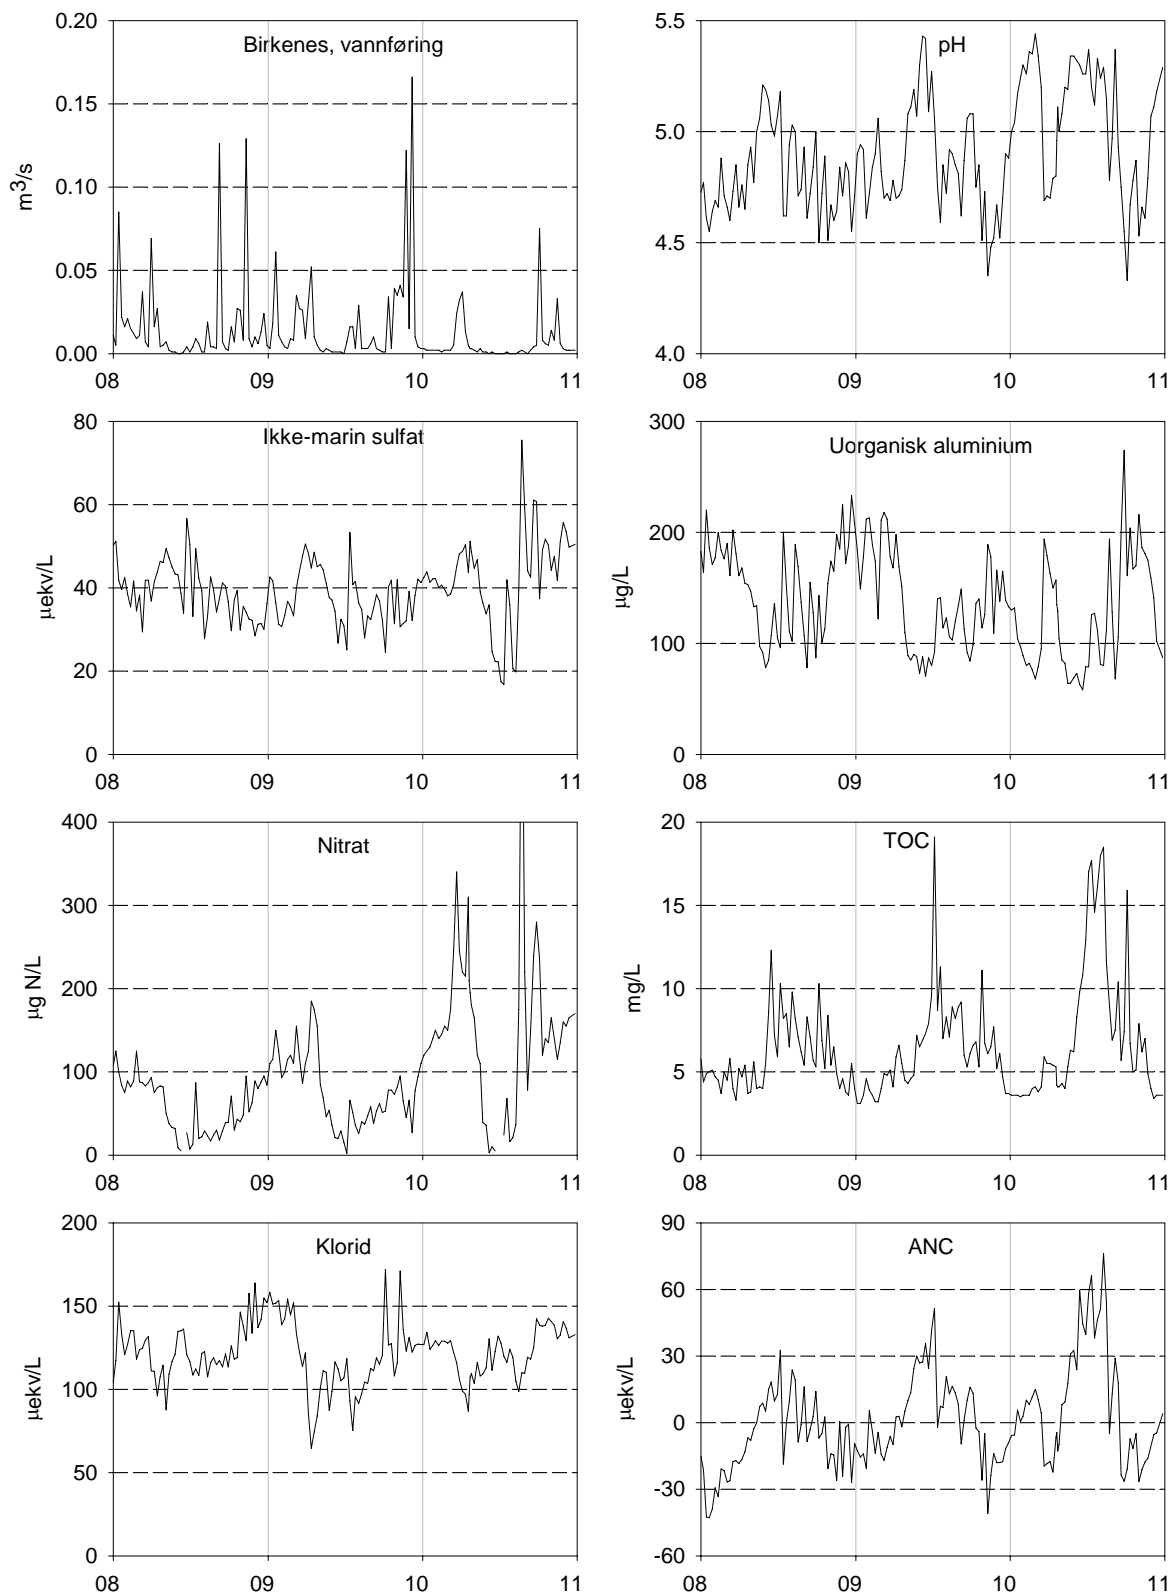 Birkenes, vannføring
m3/s
0.20
0.15
0.10
0.05
0.00
08 09 10 11
pH
5.5
5.0
4.5
4.0
08 09 10 11
Ikke-marin sulfat
µekv/L
80
60
40
20
0
08 09 10 11
Uorganisk aluminium
µg/L
300
200
100
0
08 09 10 11
Nitrat
µg N/L
400
300
200
100
0
08 09 10 11
TOC
mg/L
20
15
10
5
0
08 09 10 11
Klorid
µekv/L
200
150
100
50
0
08 09 10 11
ANC
µekv/L
90
60
30
0
-30
-60
08 09 10 11